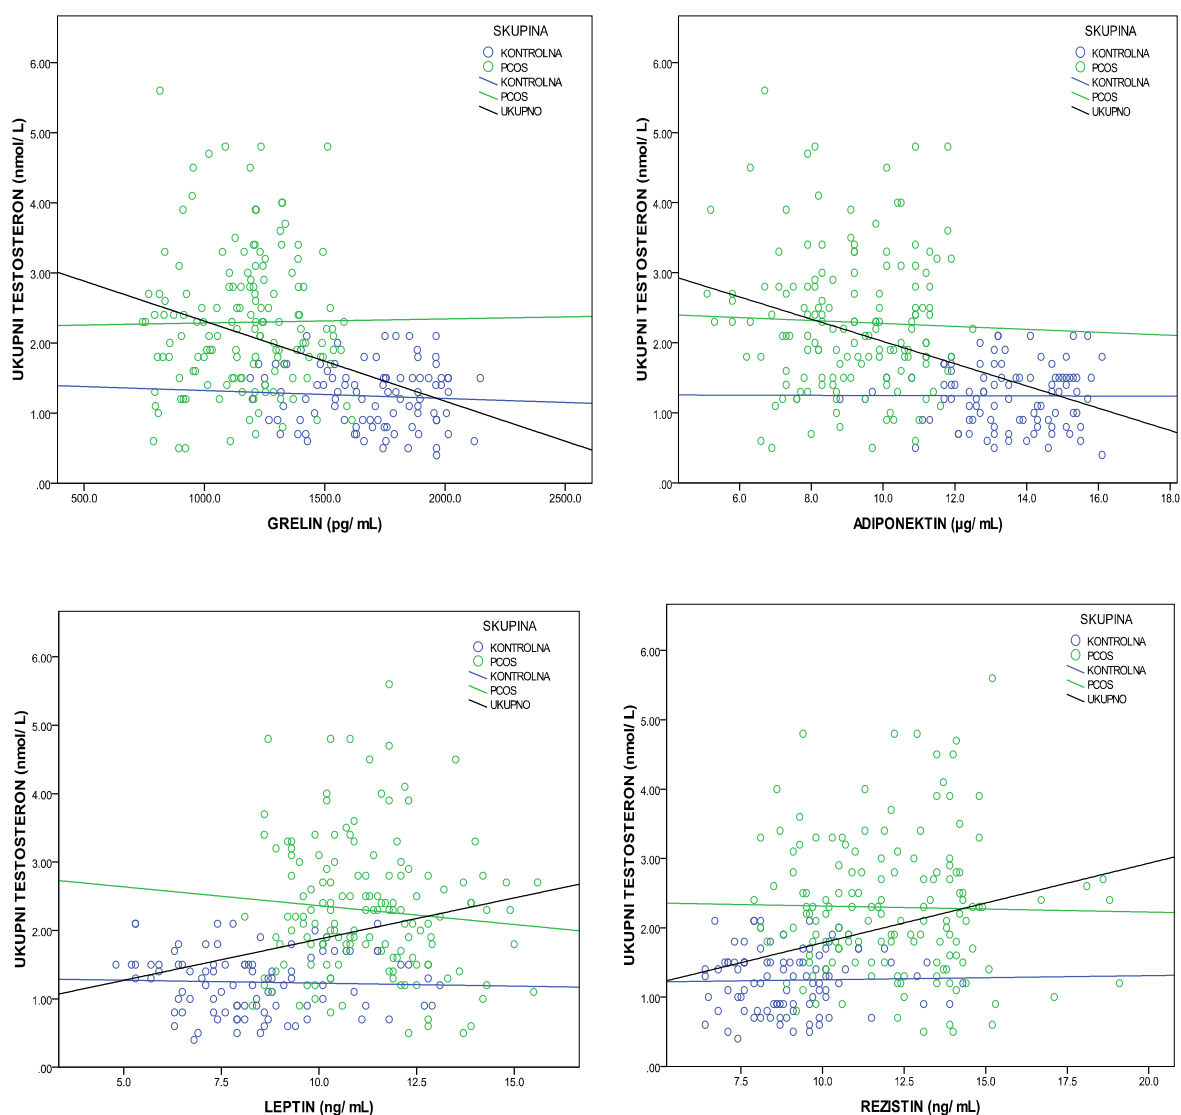 SKUPINA
KONTROLNA
PCOS
KONTROLNA
PCOS
UKUPNO
UKUPNI TESTOSTERON (nmol/ L)
6.00
5.00
4.00
3.00
2.00
1.00
.00
500.0 1000.0 1500.0 2000.0 2500.0
GRELIN (pg/ mL)
SKUPINA
KONTROLNA
PCOS
KONTROLNA
PCOS
UKUPNO
UKUPNI TESTOSTERON (nmol/ L)
6.00
5.00
4.00
3.00
2.00
1.00
.00
6.0 8.0 10.0 12.0 14.0 16.0 18.0
ADIPONEKTIN (µg/ mL)
SKUPINA
KONTROLNA
PCOS
KONTROLNA
PCOS
UKUPNO
UKUPNI TESTOSTERON (nmol/ L)
6.00
5.00
4.00
3.00
2.00
1.00
.00
5.0 7.5 10.0 12.5 15.0
LEPTIN (ng/ mL)
SKUPINA
KONTROLNA
PCOS
KONTROLNA
PCOS
UKUPNO
UKUPNI TESTOSTERON (nmol/ L)
6.00
5.00
4.00
3.00
2.00
1.00
.00
7.5 10.0 12.5 15.0 17.5 20.0
REZISTIN (ng/ mL)